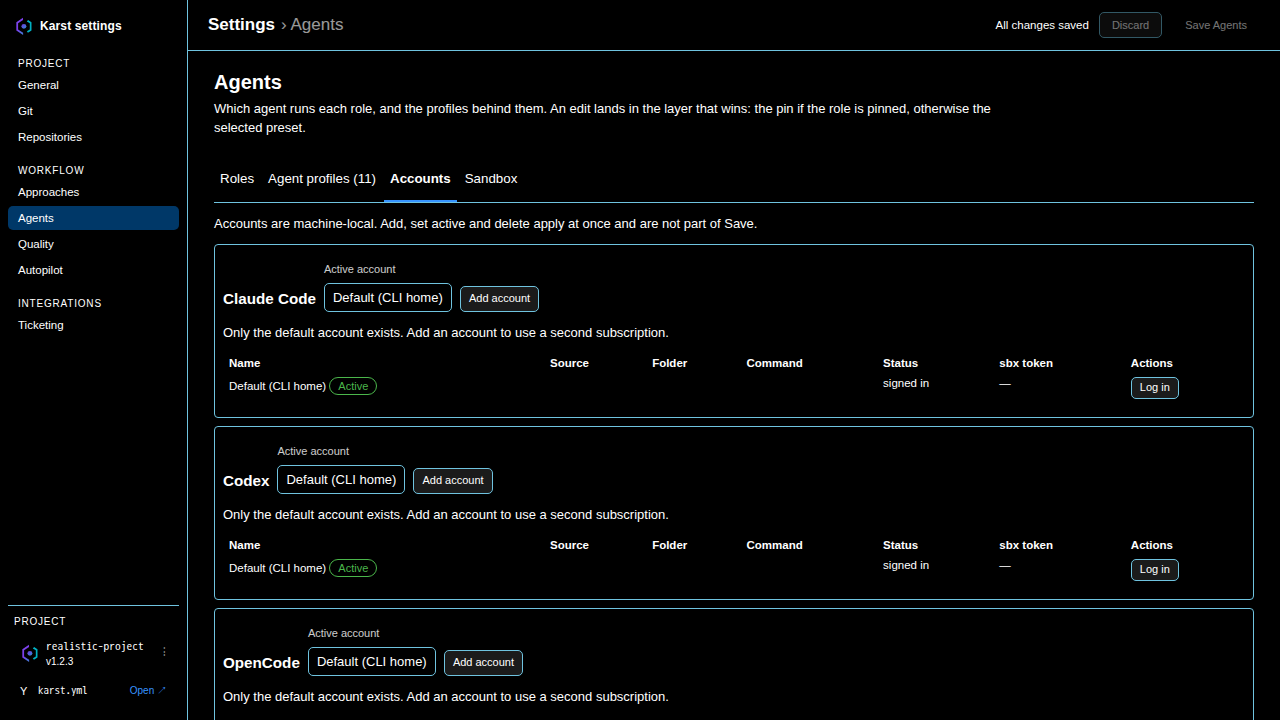 Karst settings
Settings › Agents
All changes saved
Discard
Save Agents
PROJECT
General
Git
Repositories
WORKFLOW
Approaches
Agents
Quality
Autopilot
INTEGRATIONS
Ticketing
PROJECT
realistic-project
v1.2.3
⋮
Y karst.yml Open ↗
Agents
Which agent runs each role, and the profiles behind them. An edit lands in the layer that wins: the pin if the role is pinned, otherwise the
selected preset.
Roles Agent profiles (11) Accounts Sandbox
Accounts are machine-local. Add, set active and delete apply at once and are not part of Save.
Active account
Claude Code Default (CLI home) Add account
Only the default account exists. Add an account to use a second subscription.
Name Source Folder Command Status sbx token Actions
Default (CLI home) Active signed in — Log in
Active account
Codex Default (CLI home) Add account
Only the default account exists. Add an account to use a second subscription.
Name Source Folder Command Status sbx token Actions
Default (CLI home) Active signed in — Log in
Active account
OpenCode Default (CLI home) Add account
Only the default account exists. Add an account to use a second subscription.